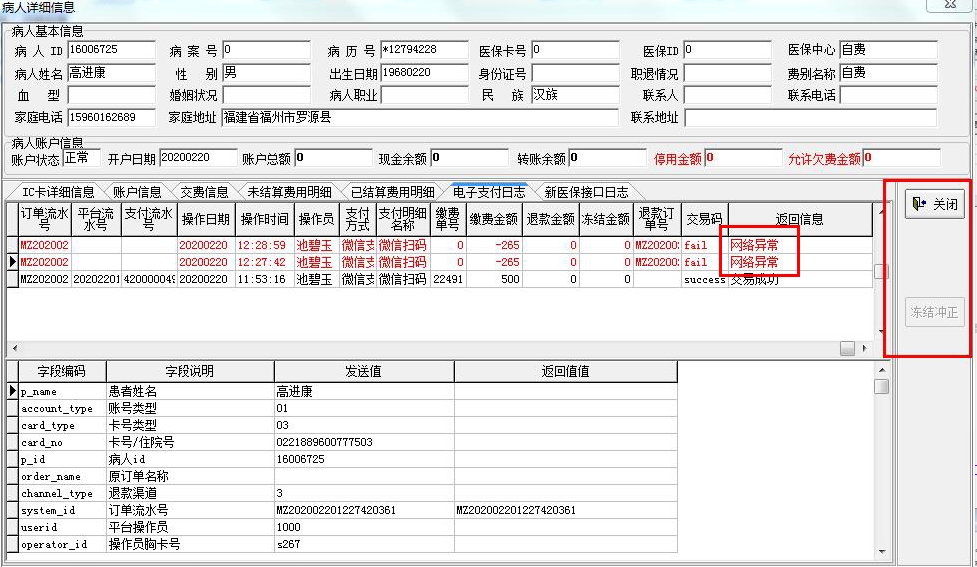 病人详细信息
病人基本信息
病 人 ID 16006725 病 案 号 0 病 历 号 *12794228 医保卡号 0 医保ID 0 医保中心 自费
病人姓名 高进康 性 别 男 出生日期 19680220 身份证号 职退情况 费别名称 自费
血 型 婚姻状况 病人职业 民 族 汉族 联系人 联系电话
家庭电话 15960162689 家庭地址 福建省福州市罗源县 联系地址
病人账户信息
账户状态 正常 开户日期 20200220 账户总额 0 现金余额 0 转账余额 0 停用金额 0 允许欠费金额 0
IC卡详细信息 账户信息 交费信息 未结算费用明细 已结算费用明细 电子支付日志 新医保接口日志
订单流水号 平台流水号 支付流水号 操作日期 操作时间 操作员 支付方式 支付明细名称 缴费单号 缴费金额 退款金额 冻结金额 退款订单号 交易码 返回信息
MZ202002 20200220 12:28:59 池碧玉 微信支 微信扫码 0 -265 0 0 MZ20200 fail 网络异常
MZ202002 20200220 12:27:42 池碧玉 微信支 微信扫码 0 -265 0 0 MZ20200 fail 网络异常
MZ202002 20200220 11:53:16 池碧玉 微信支 微信扫码 22491 500 0 0 success 交易成功
关闭
冻结冲正
字段编码 字段说明 发送值 返回值值
p_name 患者姓名 高进康
account_type 账号类型 01
card_type 卡号类型 03
card_no 卡号/住院号 0221889600777503
p_id 病人id 16006725
order_name 原订单名称
channel_type 退款渠道 3
system_id 订单流水号 MZ202002201227420361 MZ202002201227420361
userid 平台操作员 1000
operator_id 操作员胸卡号 s267